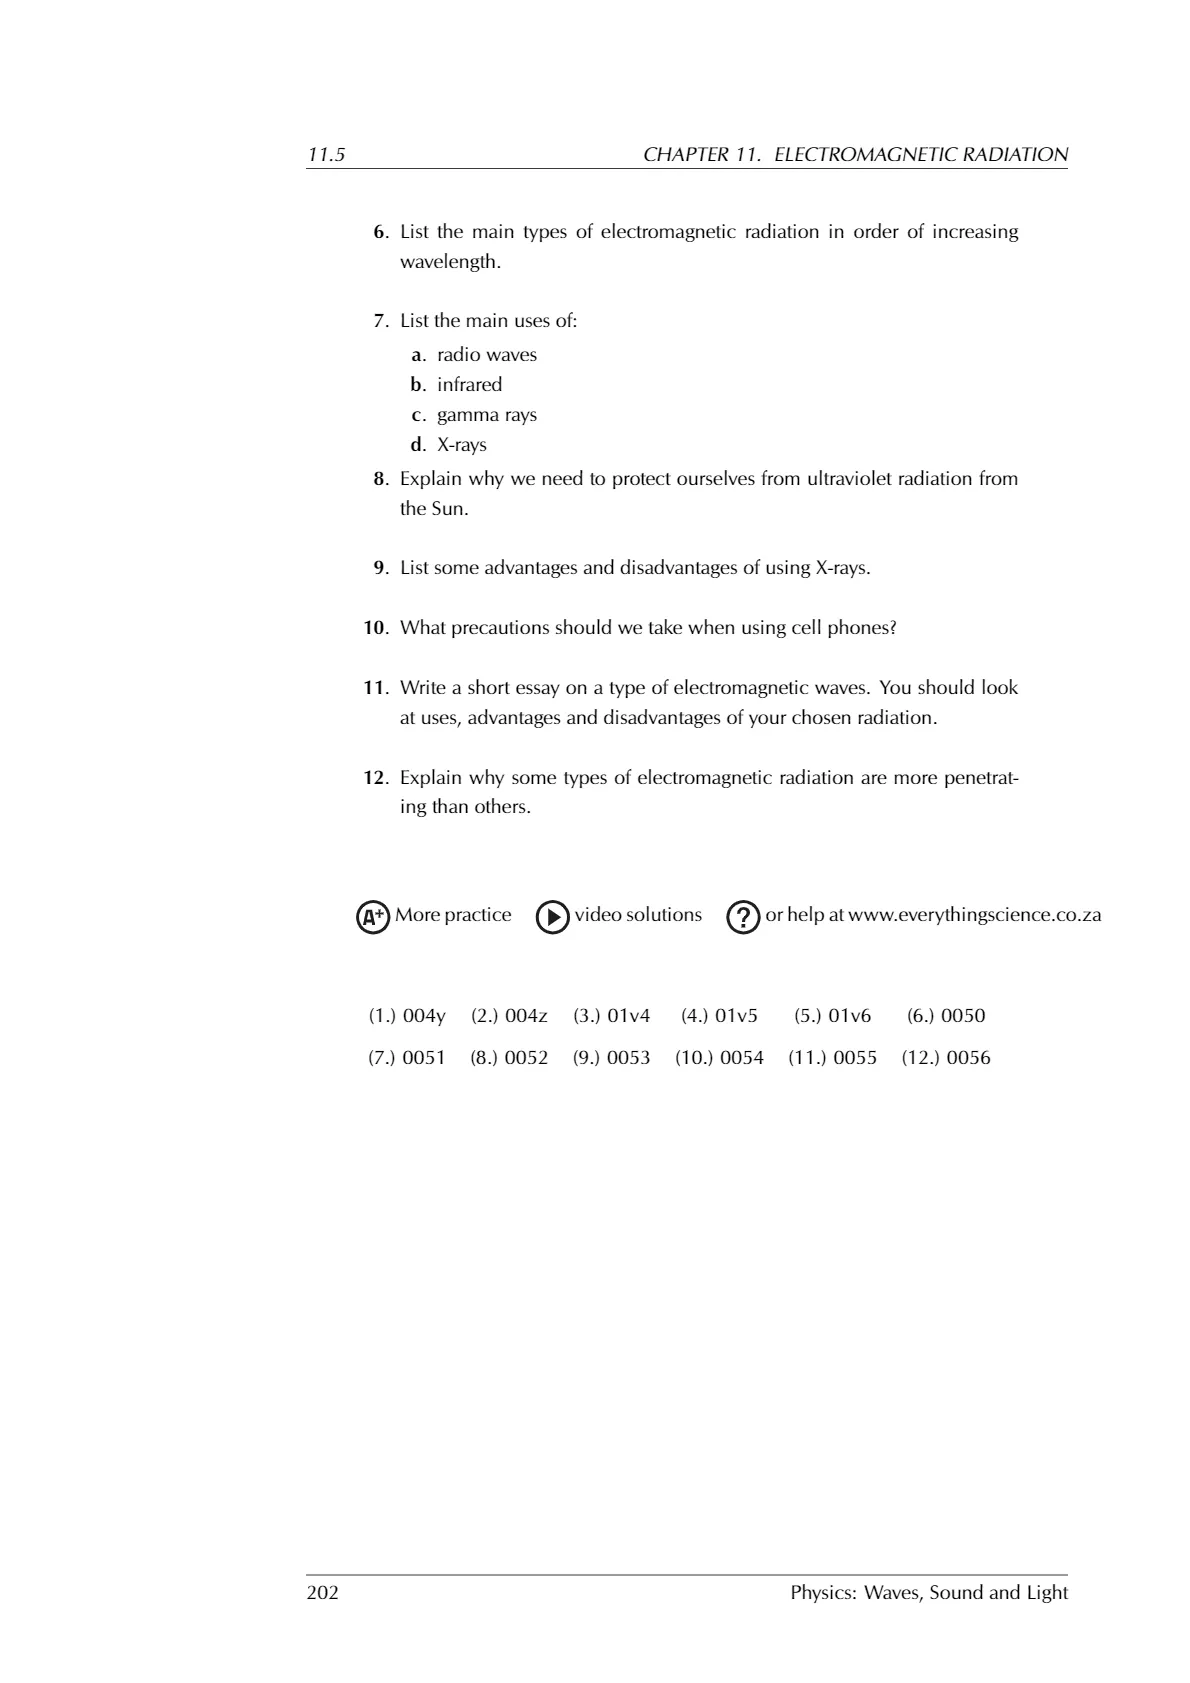 11.5 CHAPTER 11. ELECTROMAGNETIC RADIATION
6. List the main types of electromagnetic radiation in order of increasing
wavelength.
7. List the main uses of:
a. radio waves
b. infrared
c. gamma rays
d. X-rays
8. Explain why we need to protect ourselves from ultraviolet radiation from
the Sun.
9. List some advantages and disadvantages of using X-rays.
10. What precautions should we take when using cell phones?
11. Write a short essay on a type of electromagnetic waves. You should look
at uses, advantages and disadvantages of your chosen radiation.
12. Explain why some types of electromagnetic radiation are more penetrat-
ing than others.
A+ More practice video solutions ? or help at www.everythingscience.co.za
(1.) 004y (2.) 004z (3.) 01v4 (4.) 01v5 (5.) 01v6 (6.) 0050
(7.) 0051 (8.) 0052 (9.) 0053 (10.) 0054 (11.) 0055 (12.) 0056
202 Physics: Waves, Sound and Light